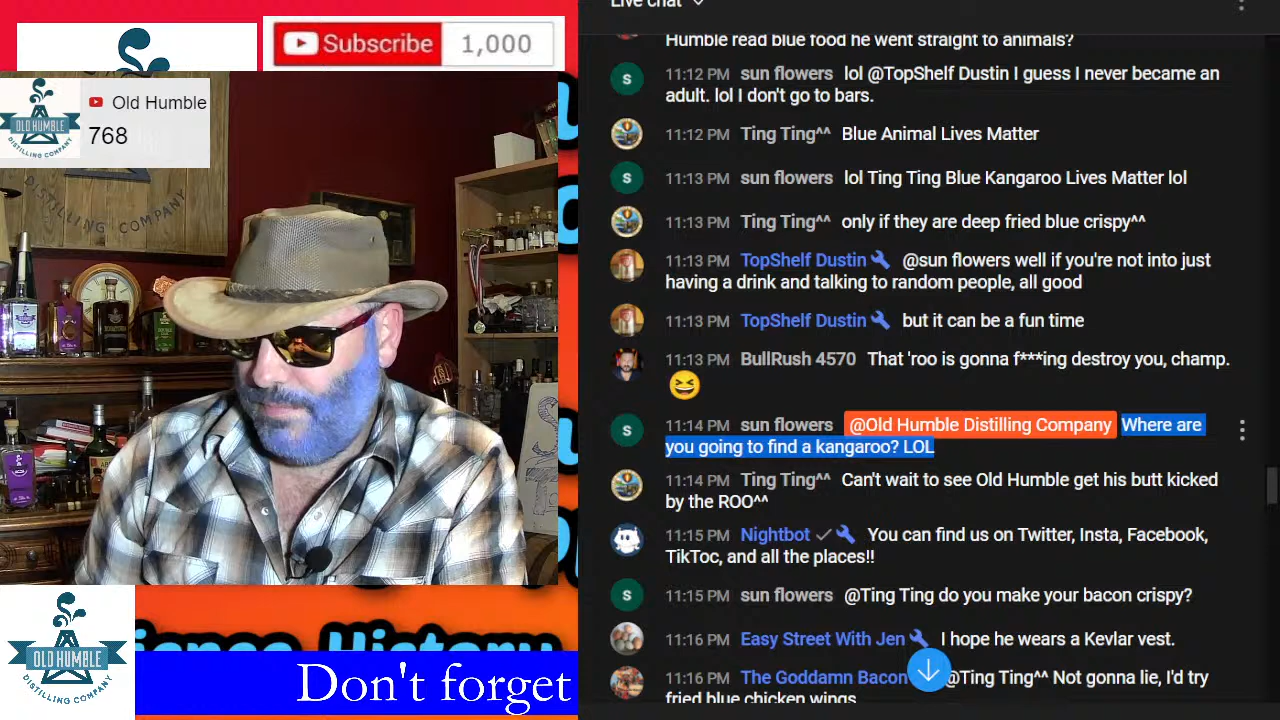 Subscribe 1,000
Old Humble
768
OLD HUMBLE
DISTILLING COMPANY
DISTILLING COMPANY
OLD HUMBLE
DISTILLING COMPANY
Don't forget
Live chat
Humble read blue food he went straight to animals?
11:12 PM sun flowers lol @TopShelf Dustin I guess I never became an
adult. lol I don't go to bars.
11:12 PM Ting Ting^^ Blue Animal Lives Matter
11:13 PM sun flowers lol Ting Ting Blue Kangaroo Lives Matter lol
11:13 PM Ting Ting^^ only if they are deep fried blue crispy^^
11:13 PM TopShelf Dustin @sun flowers well if you're not into just
having a drink and talking to random people, all good
11:13 PM TopShelf Dustin but it can be a fun time
11:13 PM BullRush 4570 That 'roo is gonna f***ing destroy you, champ.
11:14 PM sun flowers @Old Humble Distilling Company Where are
you going to find a kangaroo? LOL
11:14 PM Ting Ting^^ Can't wait to see Old Humble get his butt kicked
by the ROO^^
11:15 PM Nightbot You can find us on Twitter, Insta, Facebook,
TikToc, and all the places!!
11:15 PM sun flowers @Ting Ting do you make your bacon crispy?
11:16 PM Easy Street With Jen I hope he wears a Kevlar vest.
11:16 PM The Goddamn Bacon @Ting Ting^^ Not gonna lie, I'd try
fried blue chicken wings